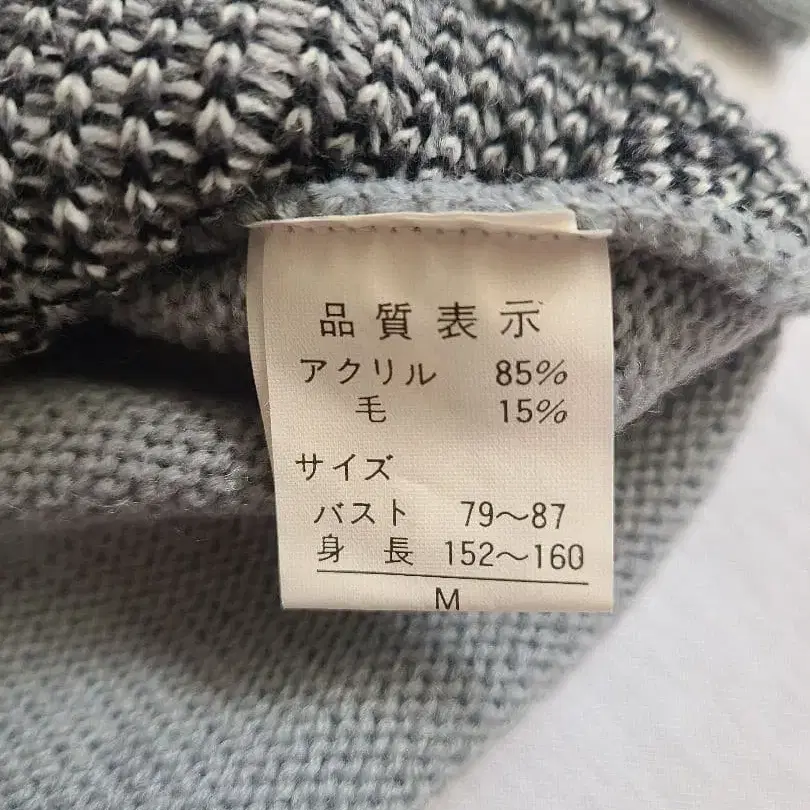 品質表示
アクリル 85%
毛 15%
サイズ
バスト 79～87
身長 152～160
M